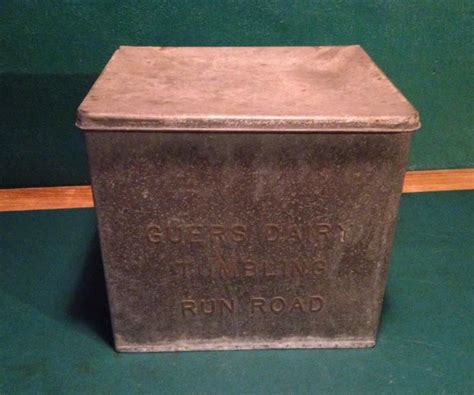 GUERS DAIRY
TUMBLING
RUN ROAD